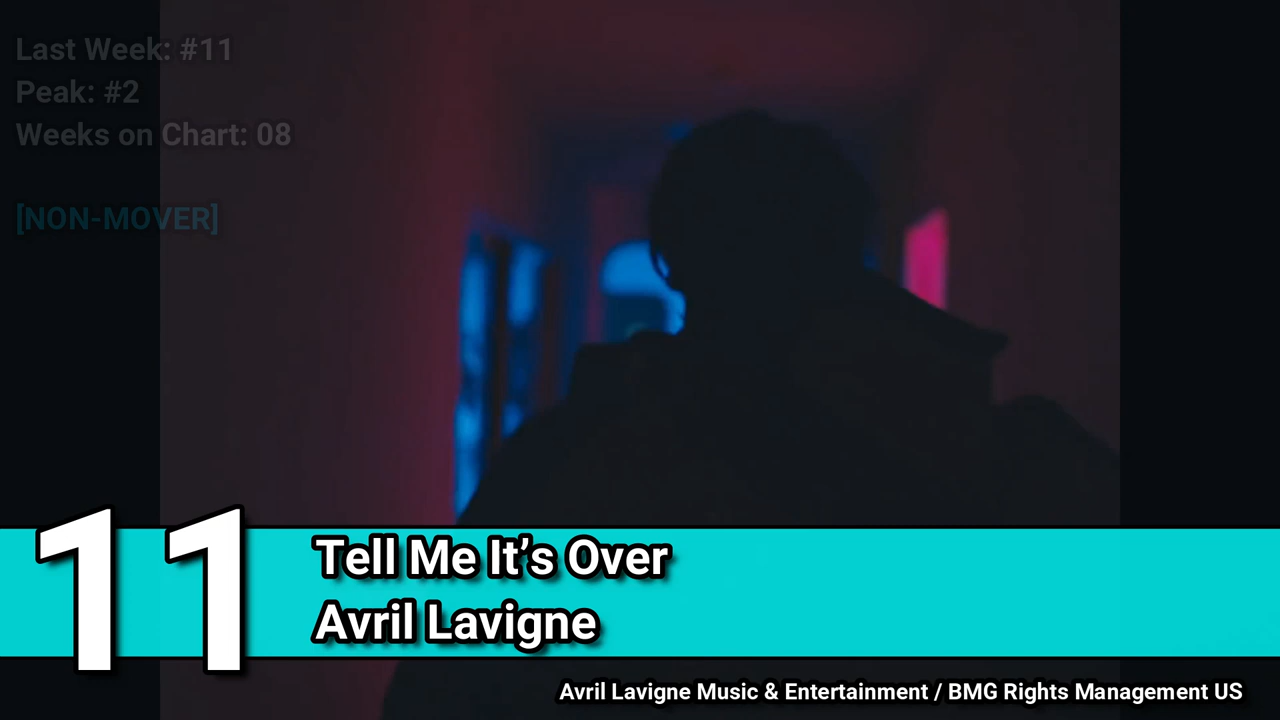 Last Week: #11
Peak: #2
Weeks on Chart: 08
[NON-MOVER]
11
Tell Me It’s Over
Avril Lavigne
Avril Lavigne Music & Entertainment / BMG Rights Management US